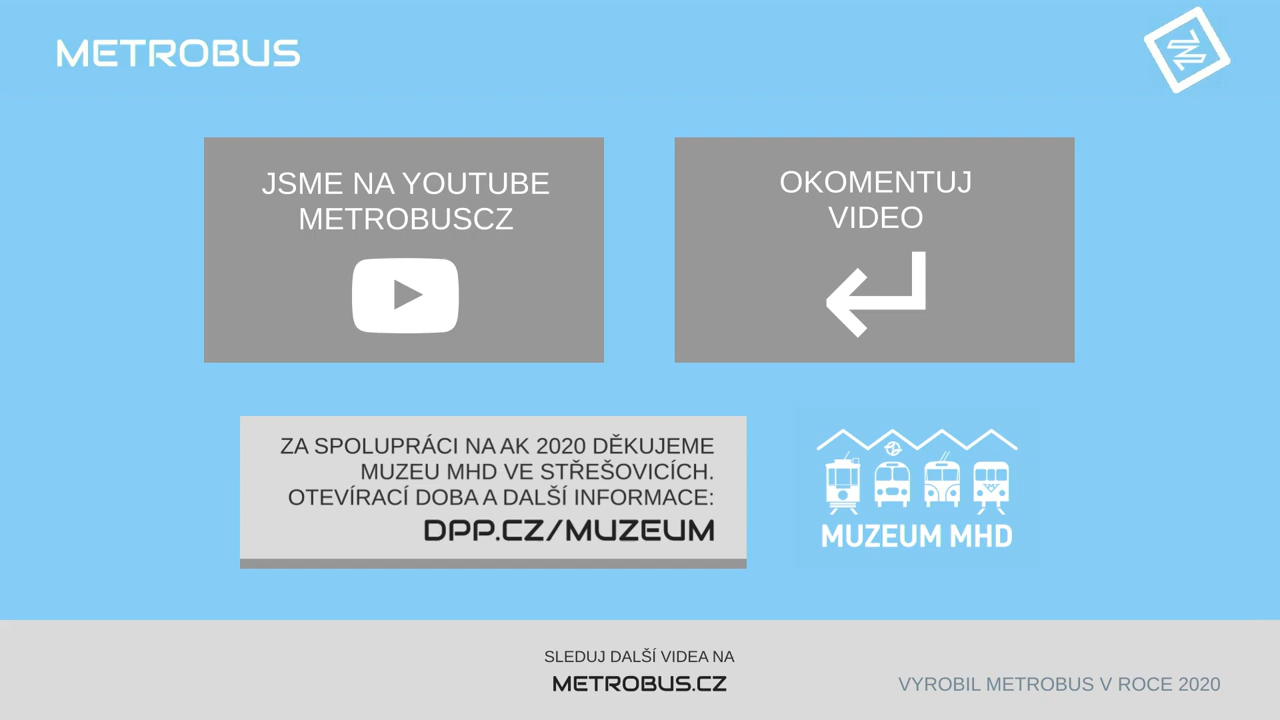 METROBUS
JSME NA YOUTUBE
METROBUSCZ
OKOMENTUJ
VIDEO
ZA SPOLUPRÁCI NA AK 2020 DĚKUJEME
MUZEU MHD VE STŘEŠOVICÍCH.
OTEVÍRACÍ DOBA A DALŠÍ INFORMACE:
DPP.CZ/MUZEUM
MUZEUM MHD
SLEDUJ DALŠÍ VIDEA NA
METROBUS.CZ
VYROBIL METROBUS V ROCE 2020